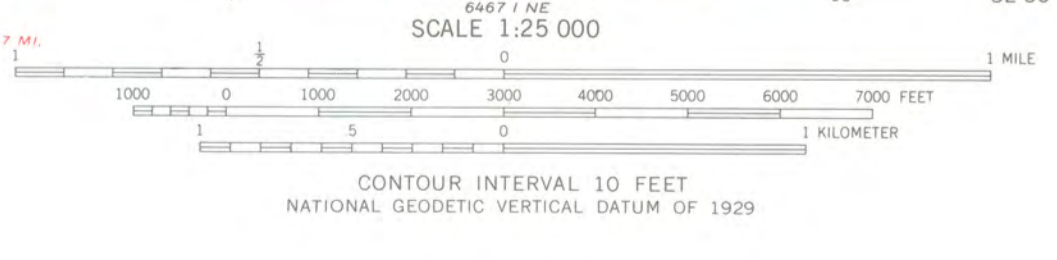 6467 I NE
SCALE 1:25 000
7 MI.
1 1/2 0 1 MILE
1000 0 1000 2000 3000 4000 5000 6000 7000 FEET
1 .5 0 1 KILOMETER
CONTOUR INTERVAL 10 FEET
NATIONAL GEODETIC VERTICAL DATUM OF 1929